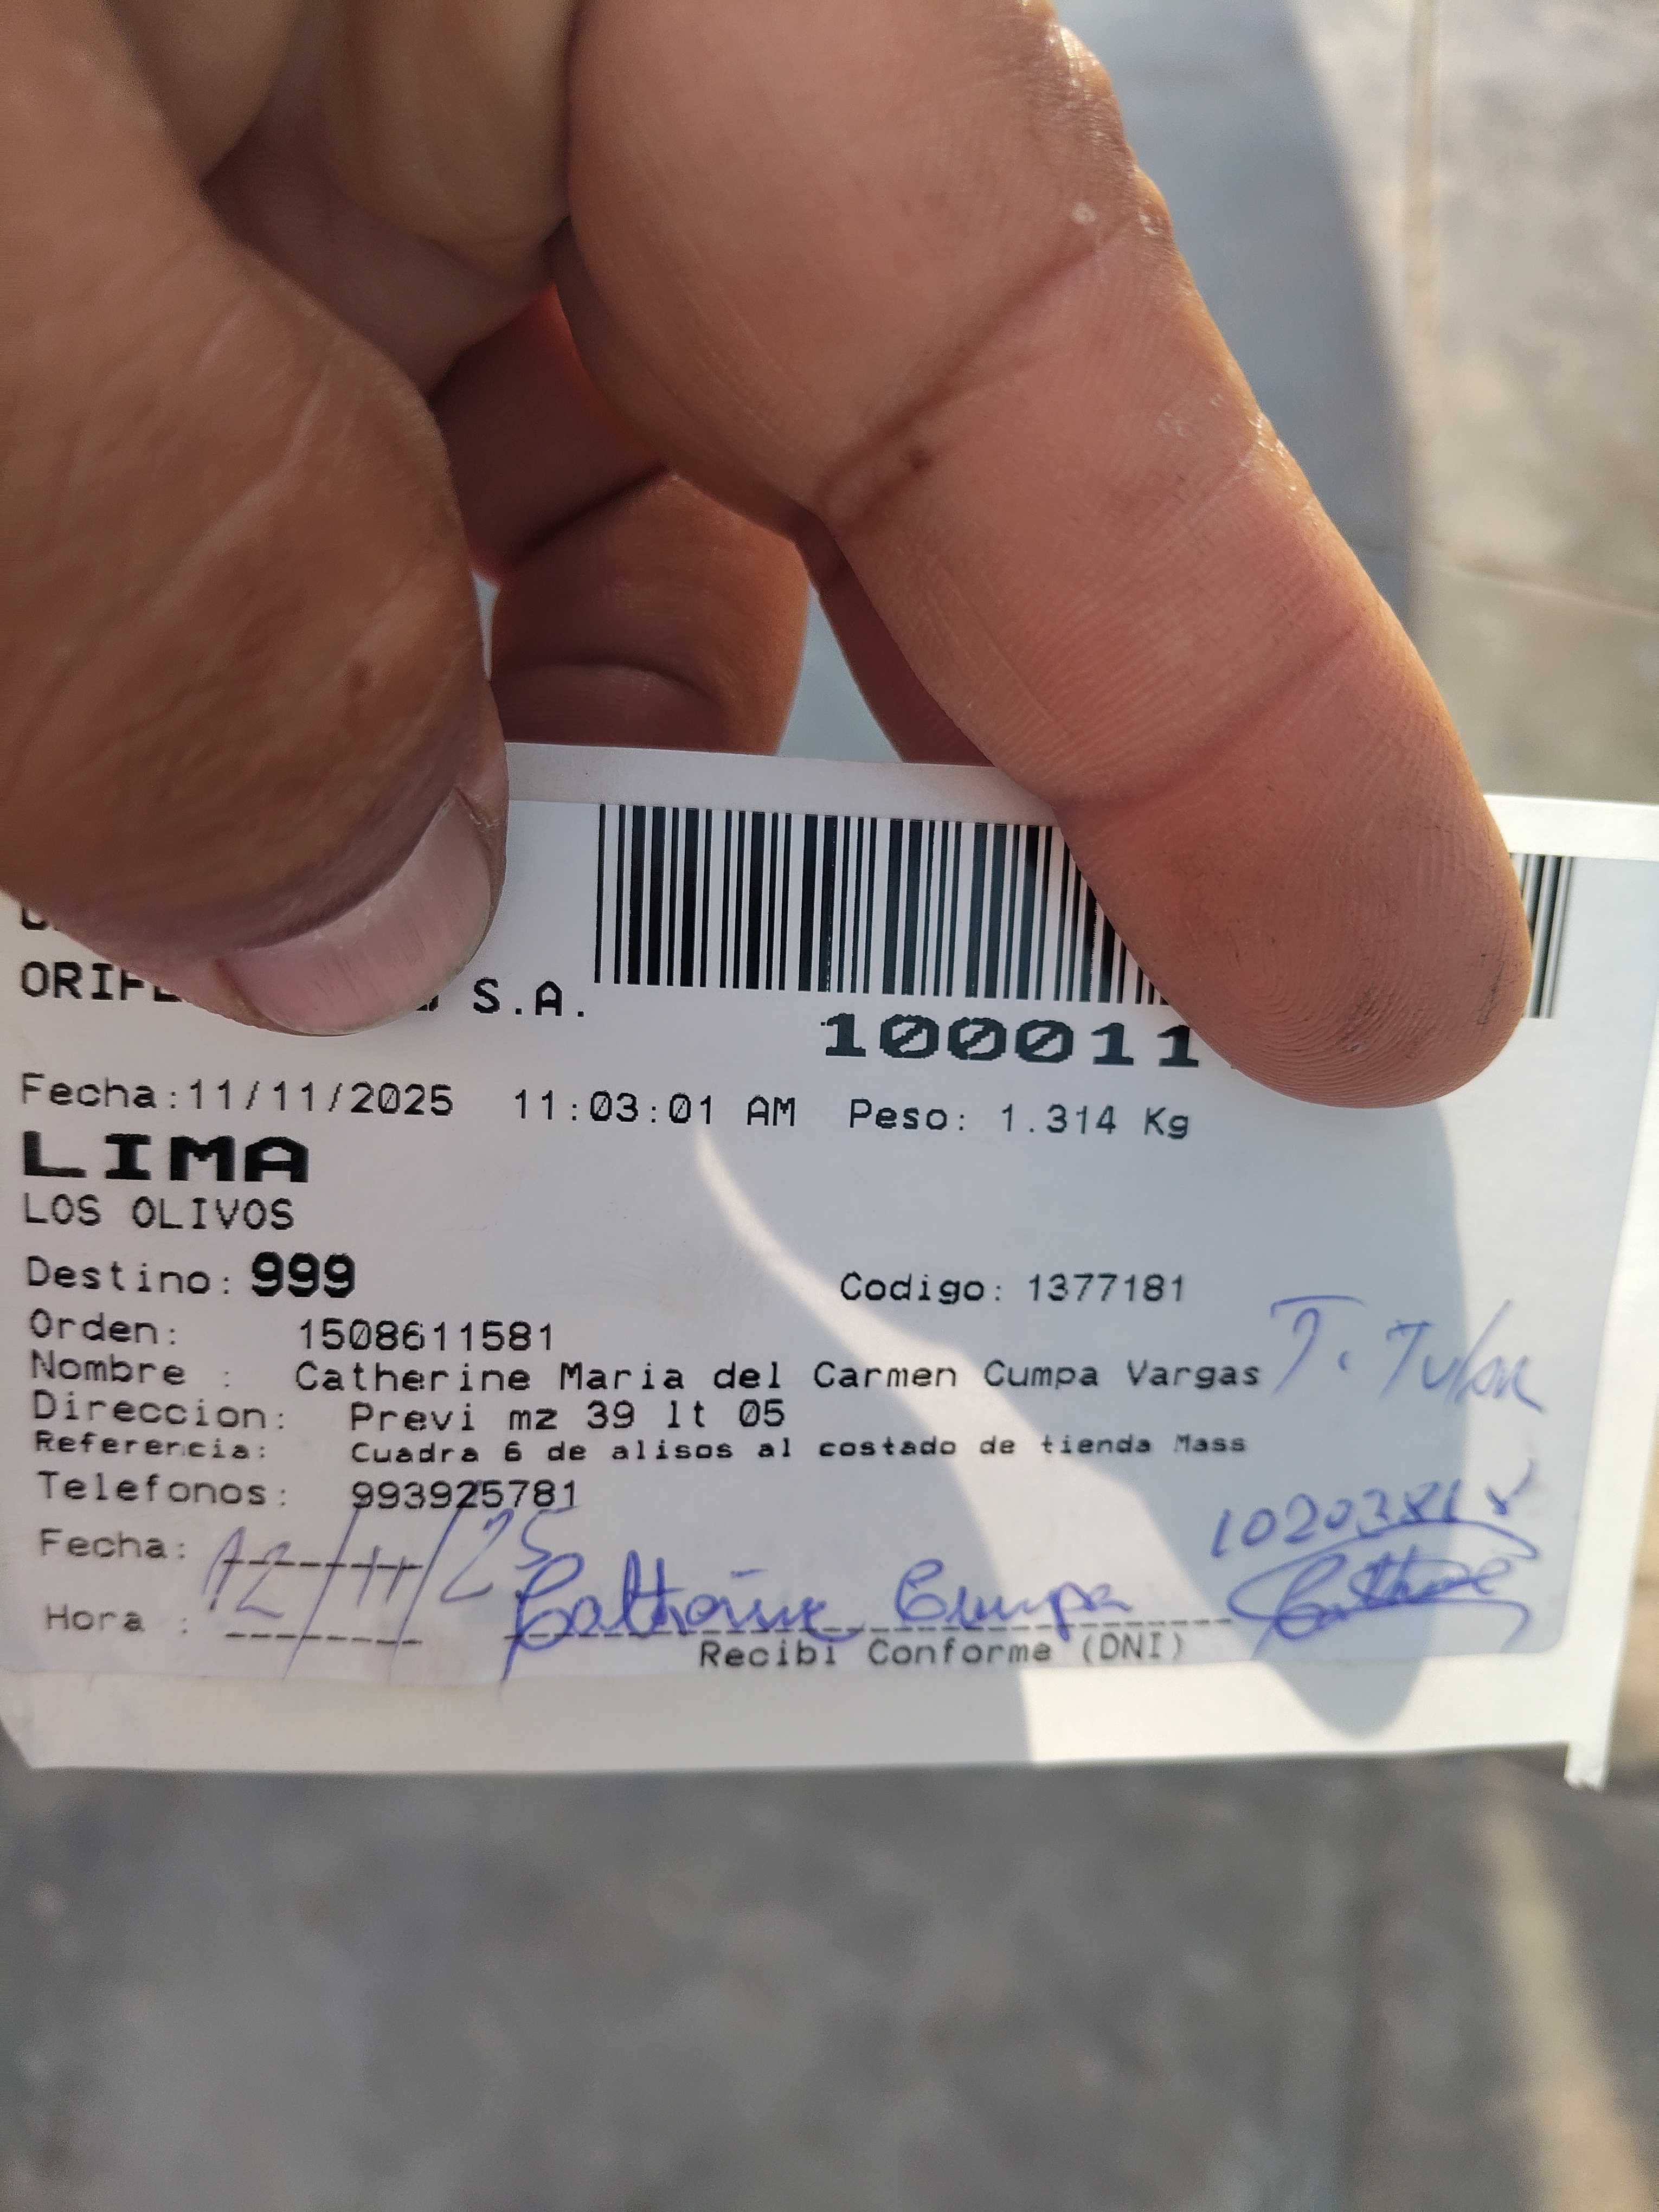 S.A.
100011
Fecha:11/11/2025 11:03:01 AM Peso: 1.314 Kg
LIMA
LOS OLIVOS
Destino: 999 Codigo: 1377181
Orden: 1508611581
Nombre : Catherine Maria del Carmen Cumpa Vargas T.
Direccion: Previ mz 39 lt 05
Referencia: Cuadra 6 de alisos al costado de tienda Mass
Telefonos: 993925781
Fecha: 12/11/25
Hora : Catherine Cumpa
Recibi Conforme (DNI)